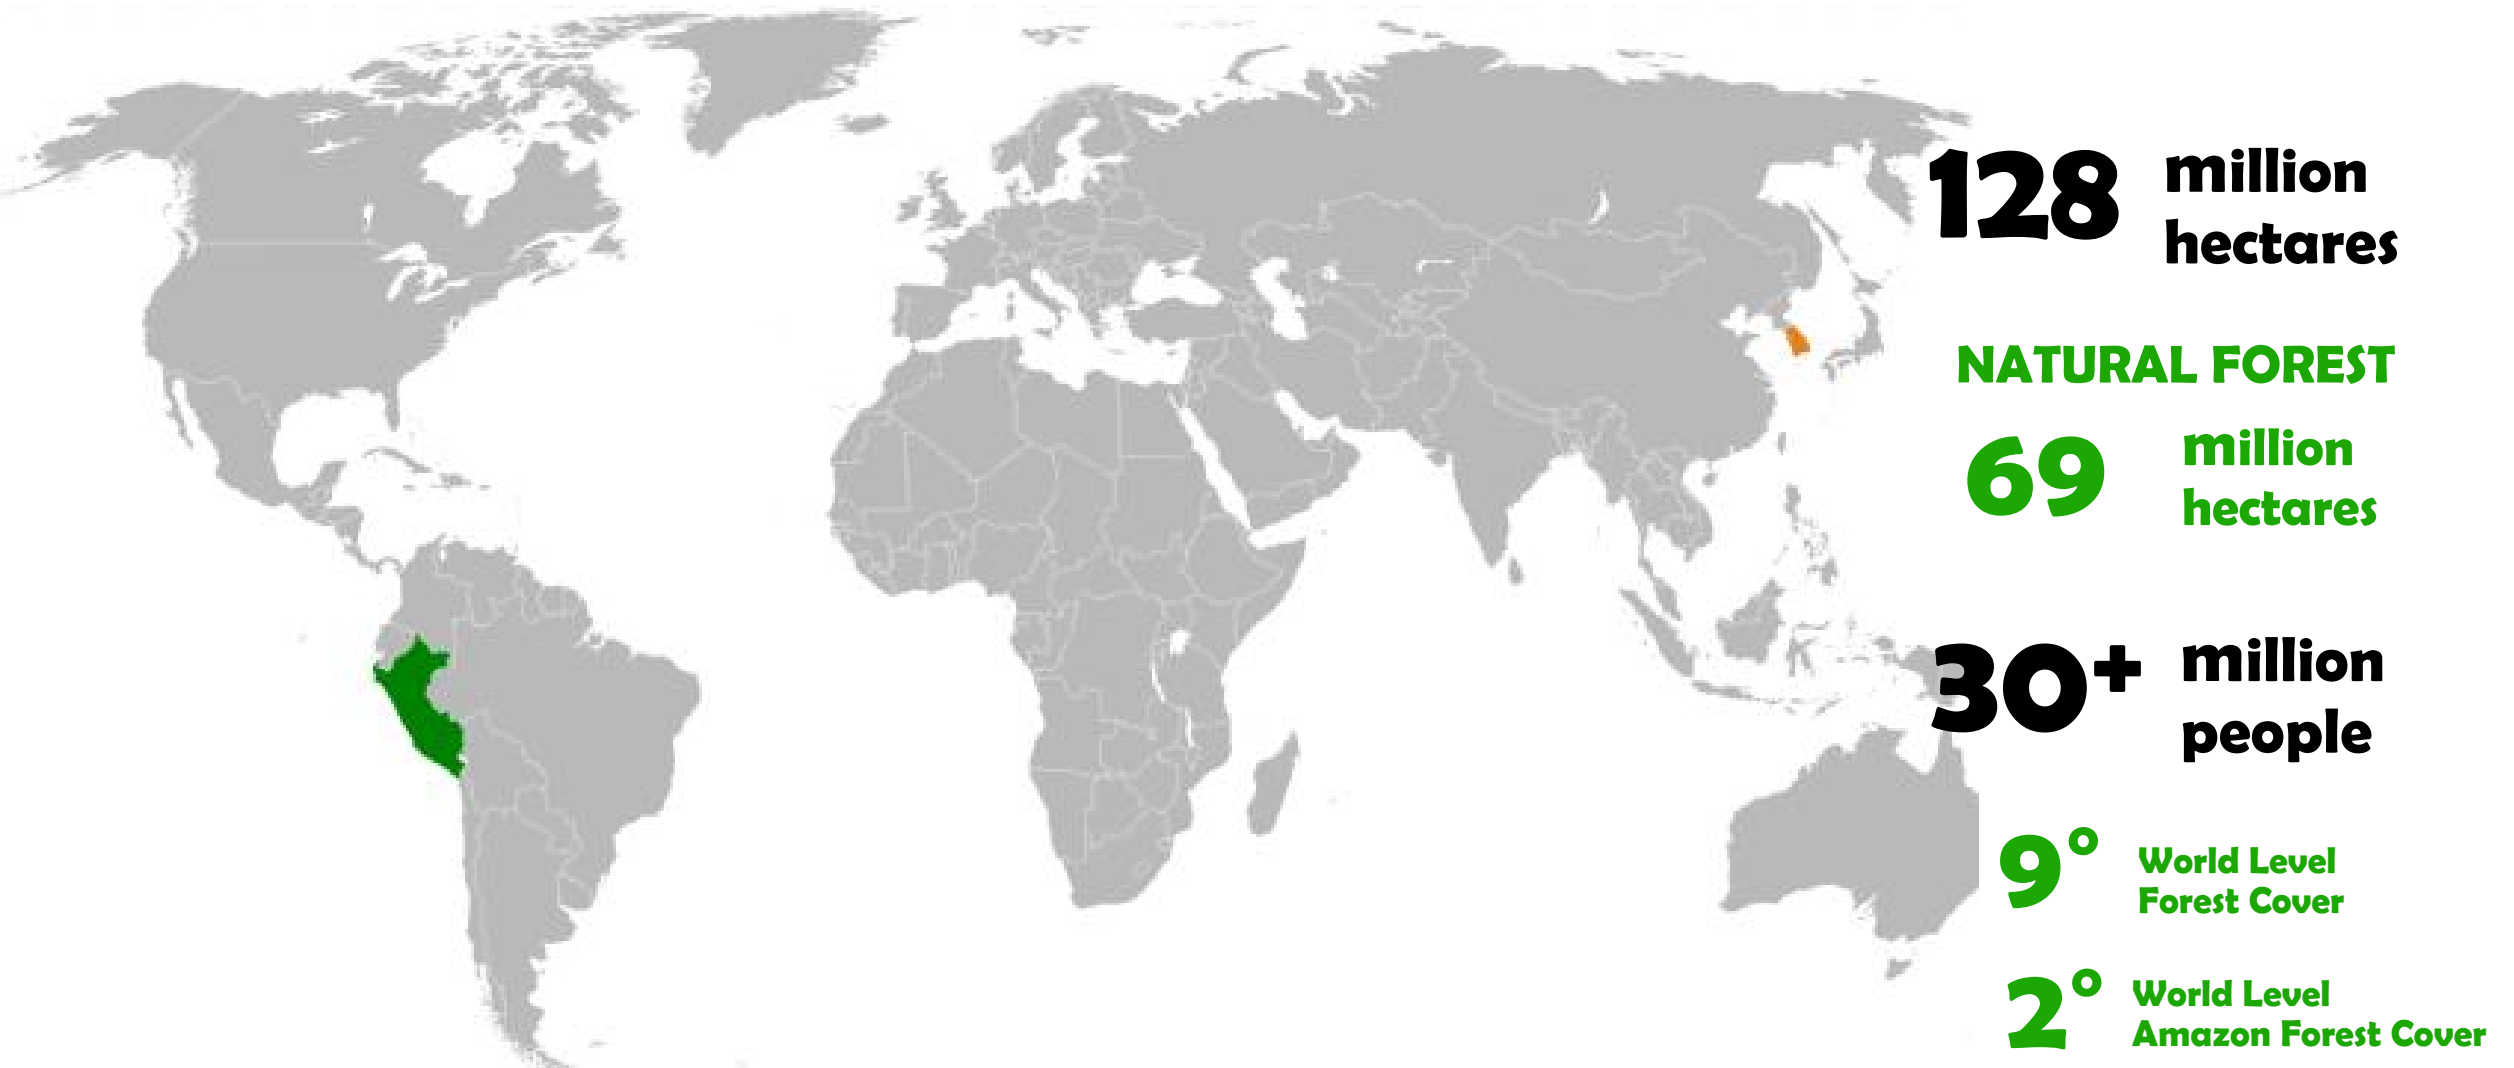 128 million
hectares
NATURAL FOREST
69 million
hectares
30+ million
people
9° World Level
Forest Cover
2° World Level
Amazon Forest Cover